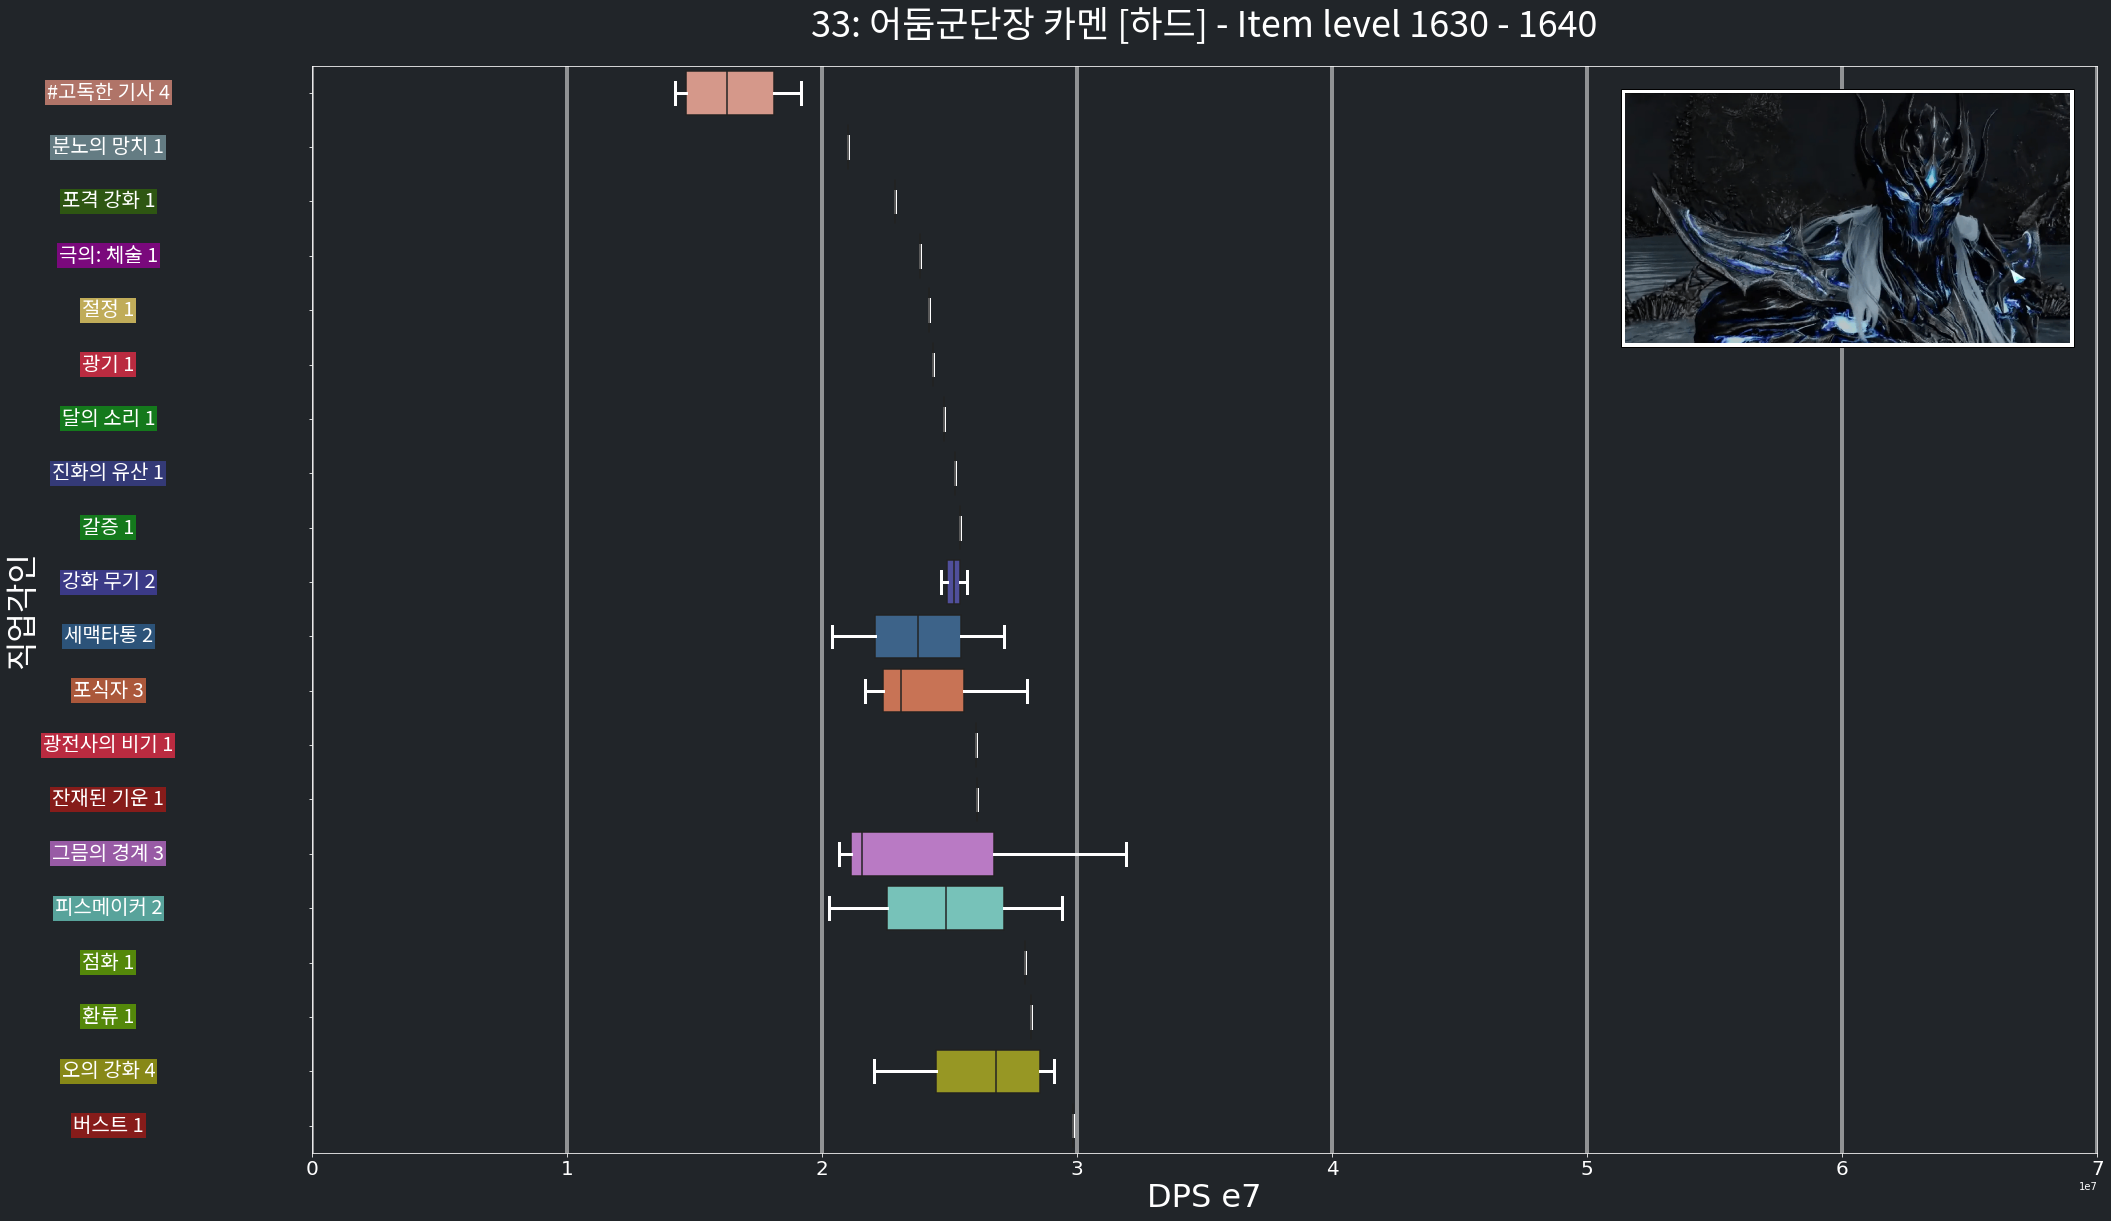 33: 어둠군단장 카멘 [하드] - Item level 1630 - 1640
#고독한 기사 4
분노의 망치 1
포격 강화 1
극의: 체술 1
절정 1
광기 1
달의 소리 1
진화의 유산 1
갈증 1
강화 무기 2
세맥타통 2
포식자 3
광전사의 비기 1
잔재된 기운 1
그믐의 경계 3
피스메이커 2
점화 1
환류 1
오의 강화 4
버스트 1
직업각인
0 1 2 3 4 5 6 7
1e7
DPS e7